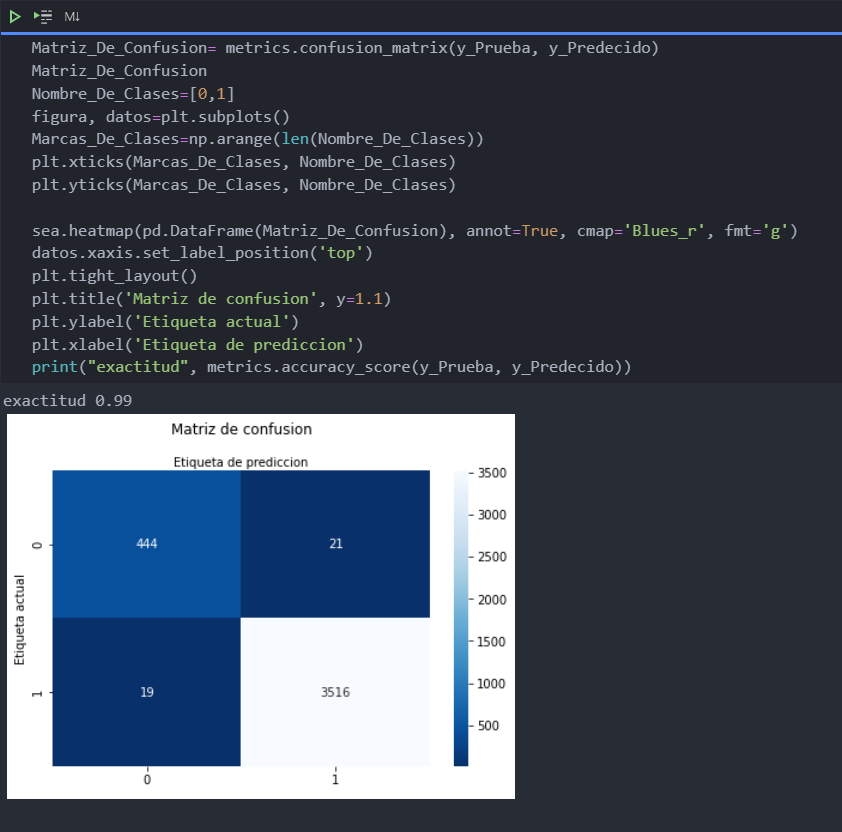 M↓
Matriz_De_Confusion= metrics.confusion_matrix(y_Prueba, y_Predecido)
Matriz_De_Confusion
Nombre_De_Clases=[0,1]
figura, datos=plt.subplots()
Marcas_De_Clases=np.arange(len(Nombre_De_Clases))
plt.xticks(Marcas_De_Clases, Nombre_De_Clases)
plt.yticks(Marcas_De_Clases, Nombre_De_Clases)
sea.heatmap(pd.DataFrame(Matriz_De_Confusion), annot=True, cmap='Blues_r', fmt='g')
datos.xaxis.set_label_position('top')
plt.tight_layout()
plt.title('Matriz de confusion', y=1.1)
plt.ylabel('Etiqueta actual')
plt.xlabel('Etiqueta de prediccion')
print("exactitud", metrics.accuracy_score(y_Prueba, y_Predecido))
exactitud 0.99
Matriz de confusion
Etiqueta de prediccion
Etiqueta actual
0
444
21
1
19
3516
0
1
3500
3000
2500
2000
1500
1000
500